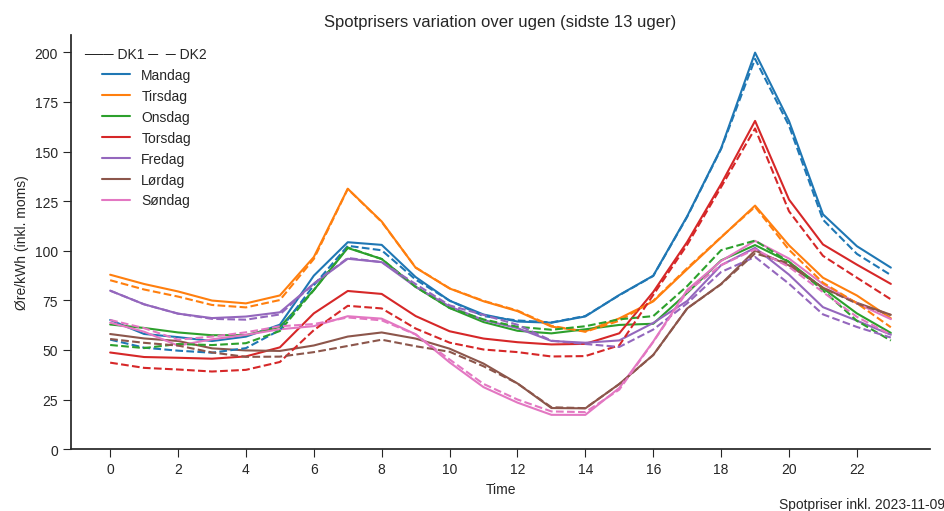 Spotprisers variation over ugen (sidste 13 uger)
DK1 DK2
Mandag
Tirsdag
Onsdag
Torsdag
Fredag
Lørdag
Søndag
Øre/kWh (inkl. moms)
200
175
150
125
100
75
50
25
0
0 2 4 6 8 10 12 14 16 18 20 22
Time
Spotpriser inkl. 2023-11-09